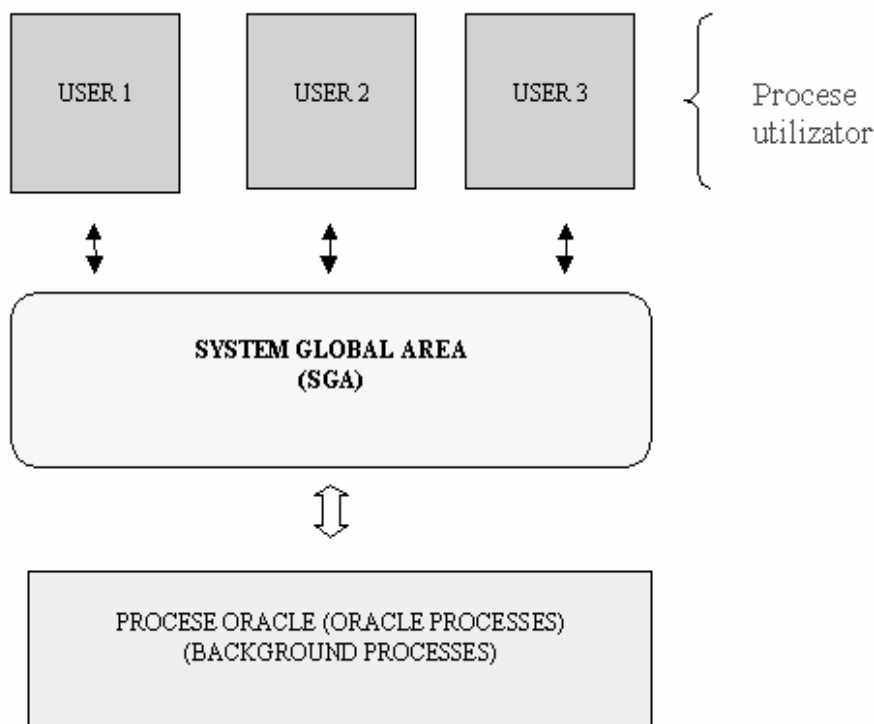 USER 1
USER 2
USER 3
Procese
utilizator
SYSTEM GLOBAL AREA
(SGA)
PROCESE ORACLE (ORACLE PROCESSES)
(BACKGROUND PROCESSES)